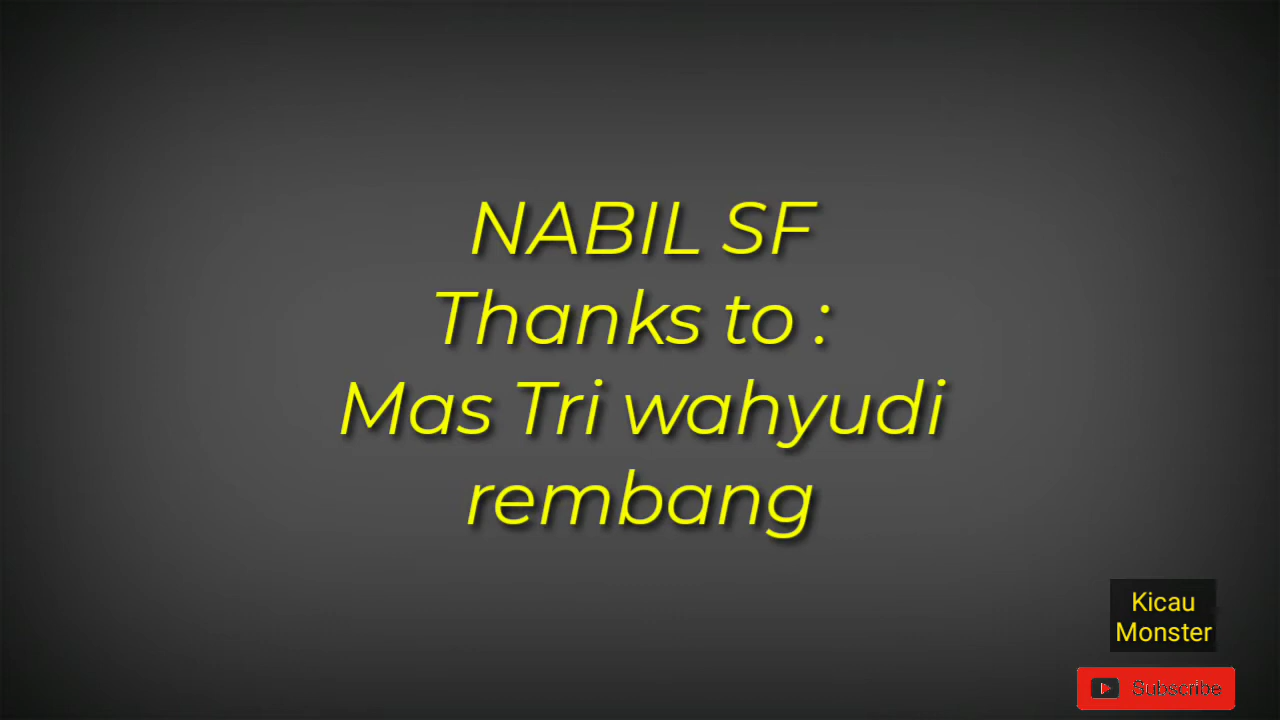 NABIL SF
Thanks to :
Mas Tri wahyudi
rembang
Kicau
Monster
Subscribe